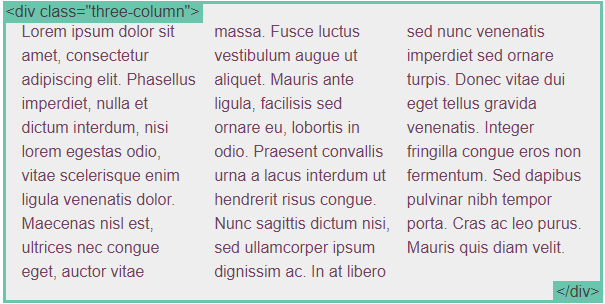 <div class="three-column">
Lorem ipsum dolor sit
amet, consectetur
adipiscing elit. Phasellus
imperdiet, nulla et
dictum interdum, nisi
lorem egestas odio,
vitae scelerisque enim
ligula venenatis dolor.
Maecenas nisl est,
ultrices nec congue
eget, auctor vitae
massa. Fusce luctus
vestibulum augue ut
aliquet. Mauris ante
ligula, facilisis sed
ornare eu, lobortis in
odio. Praesent convallis
urna a lacus interdum ut
hendrerit risus congue.
Nunc sagittis dictum nisi,
sed ullamcorper ipsum
dignissim ac. In at libero
sed nunc venenatis
imperdiet sed ornare
turpis. Donec vitae dui
eget tellus gravida
venenatis. Integer
fringilla congue eros non
fermentum. Sed dapibus
pulvinar nibh tempor
porta. Cras ac leo purus.
Mauris quis diam velit.
</div>